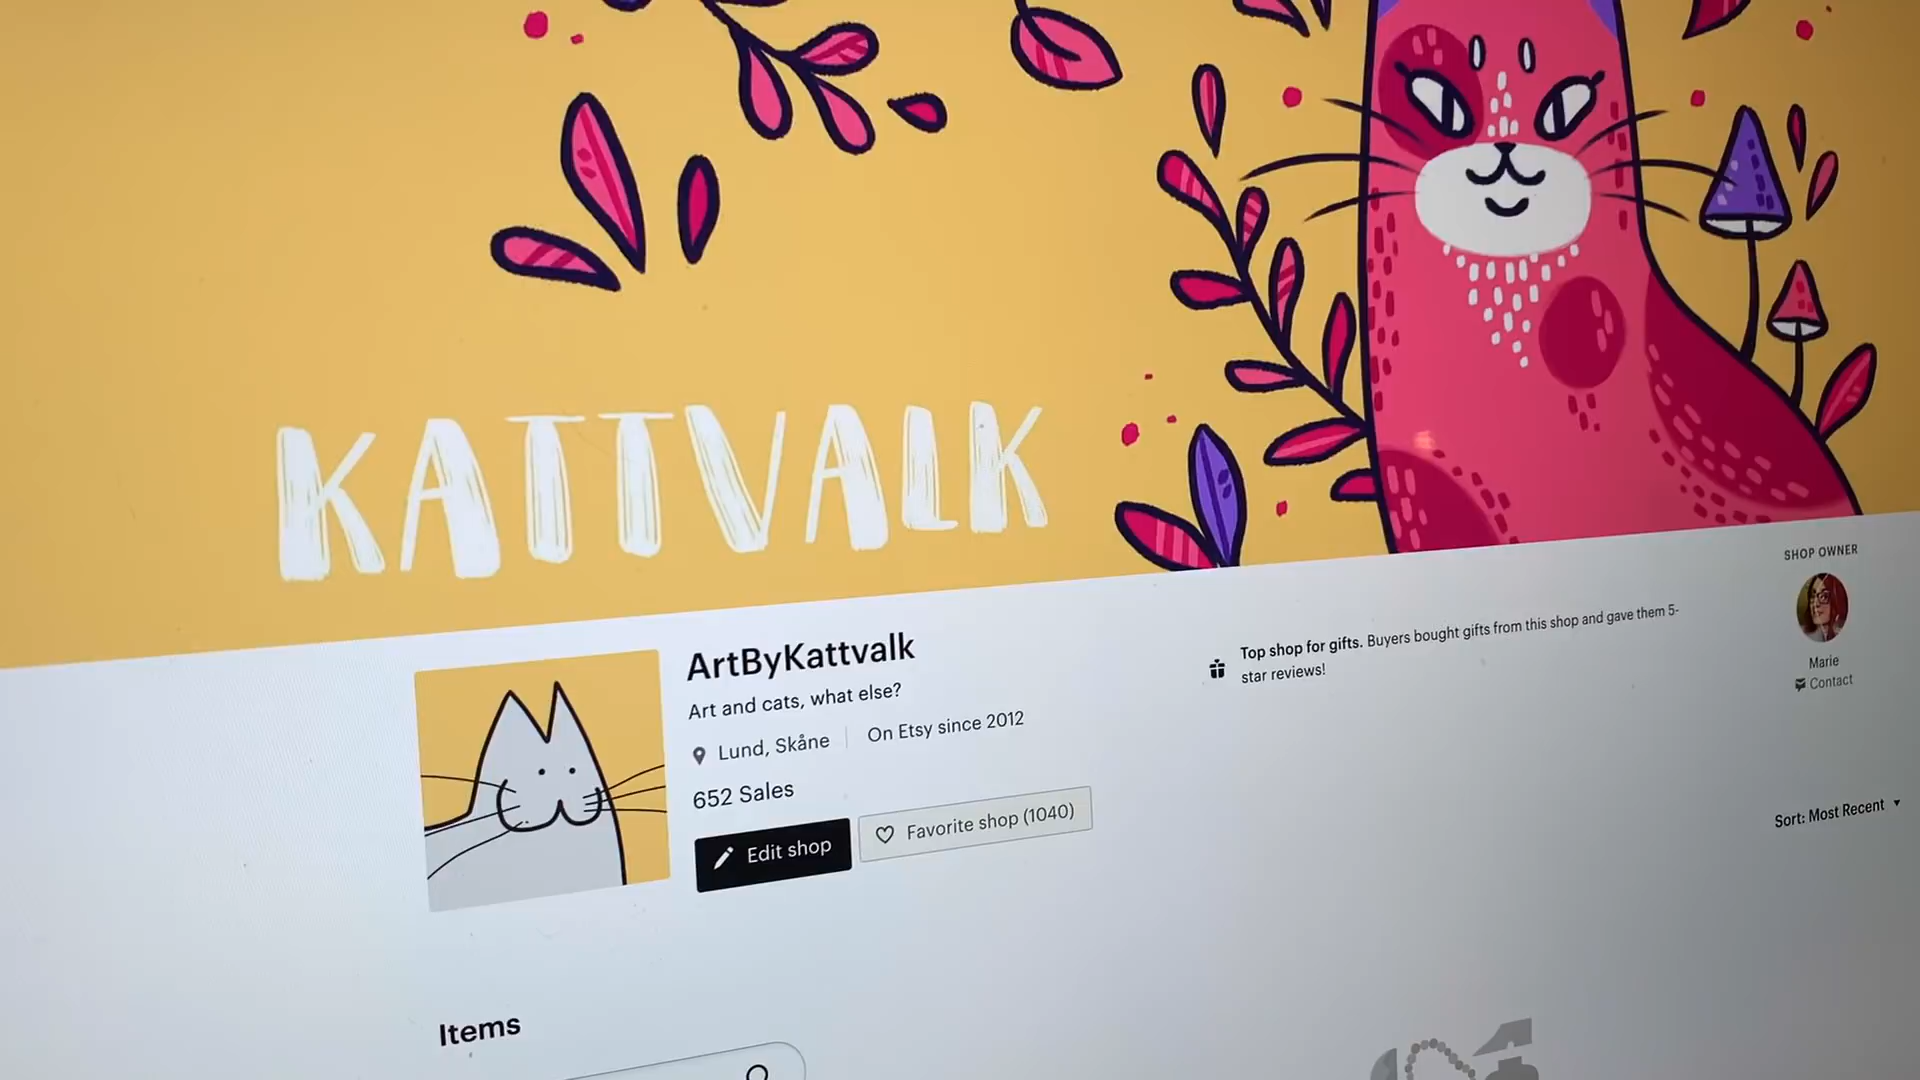 KATTVALK
SHOP OWNER
Marie
Contact
ArtByKattvalk
Art and cats, what else?
Lund, Skåne
On Etsy since 2012
652 Sales
Edit shop
Favorite shop (1040)
Top shop for gifts. Buyers bought gifts from this shop and gave them 5-
star reviews!
Sort: Most Recent
Items